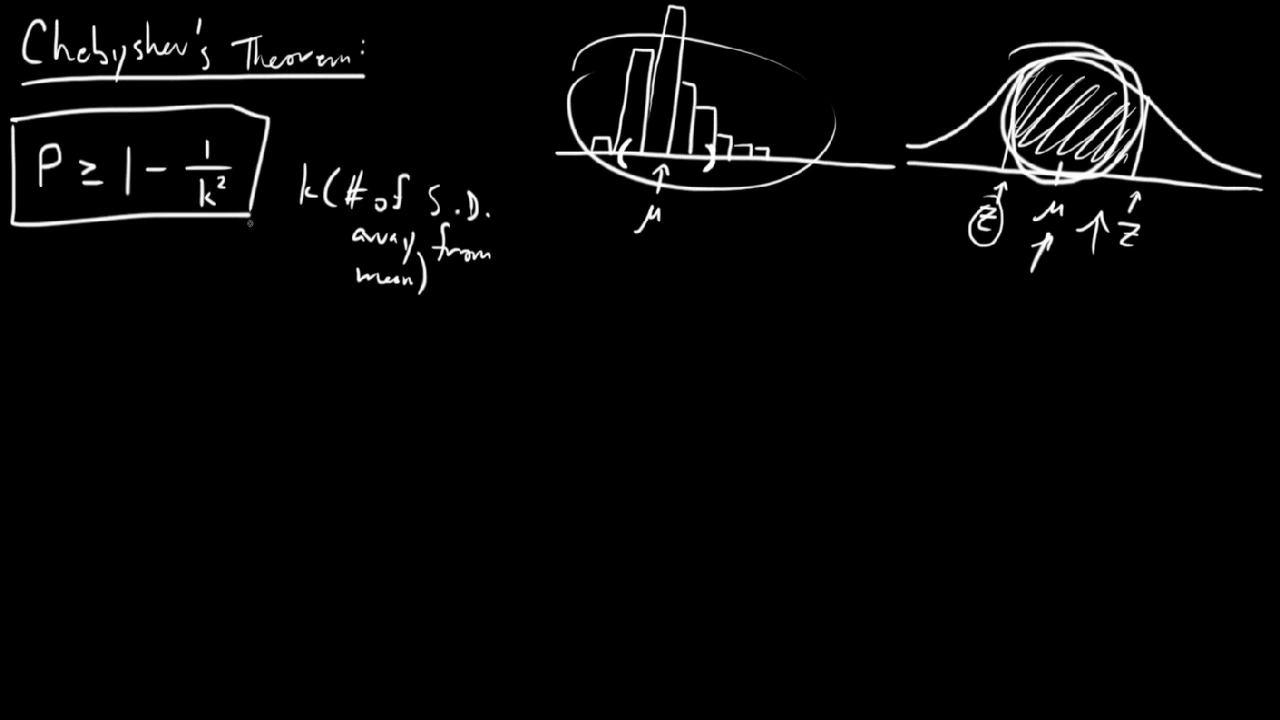 Chebyshev's Theorem:
P ≥ 1 - 1/k²
k (# of S.D.
away from
mean)
μ
z μ z